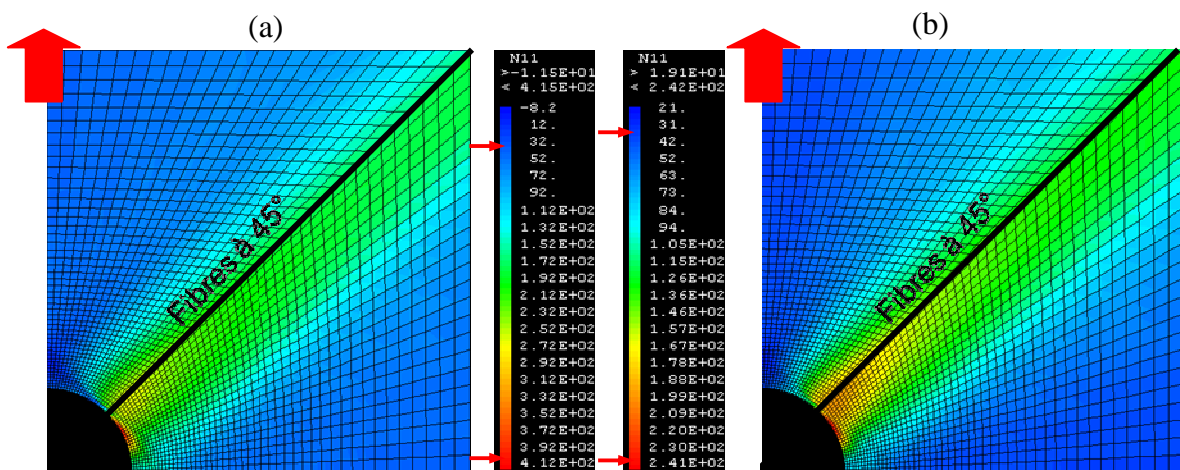 (a)
(b)
Fibres à 45°
N11
>-1.15E+01
< 4.15E+02
-8.2
12.
32.
52.
72.
92.
1.12E+02
1.32E+02
1.52E+02
1.72E+02
1.92E+02
2.12E+02
2.32E+02
2.52E+02
2.72E+02
2.92E+02
3.12E+02
3.32E+02
3.52E+02
3.72E+02
3.92E+02
4.12E+02
N11
> 1.91E+01
< 2.42E+02
21.
31.
42.
52.
63.
73.
84.
94.
1.05E+02
1.15E+02
1.26E+02
1.36E+02
1.46E+02
1.57E+02
1.67E+02
1.78E+02
1.88E+02
1.99E+02
2.09E+02
2.20E+02
2.30E+02
2.41E+02
Fibres à 45°